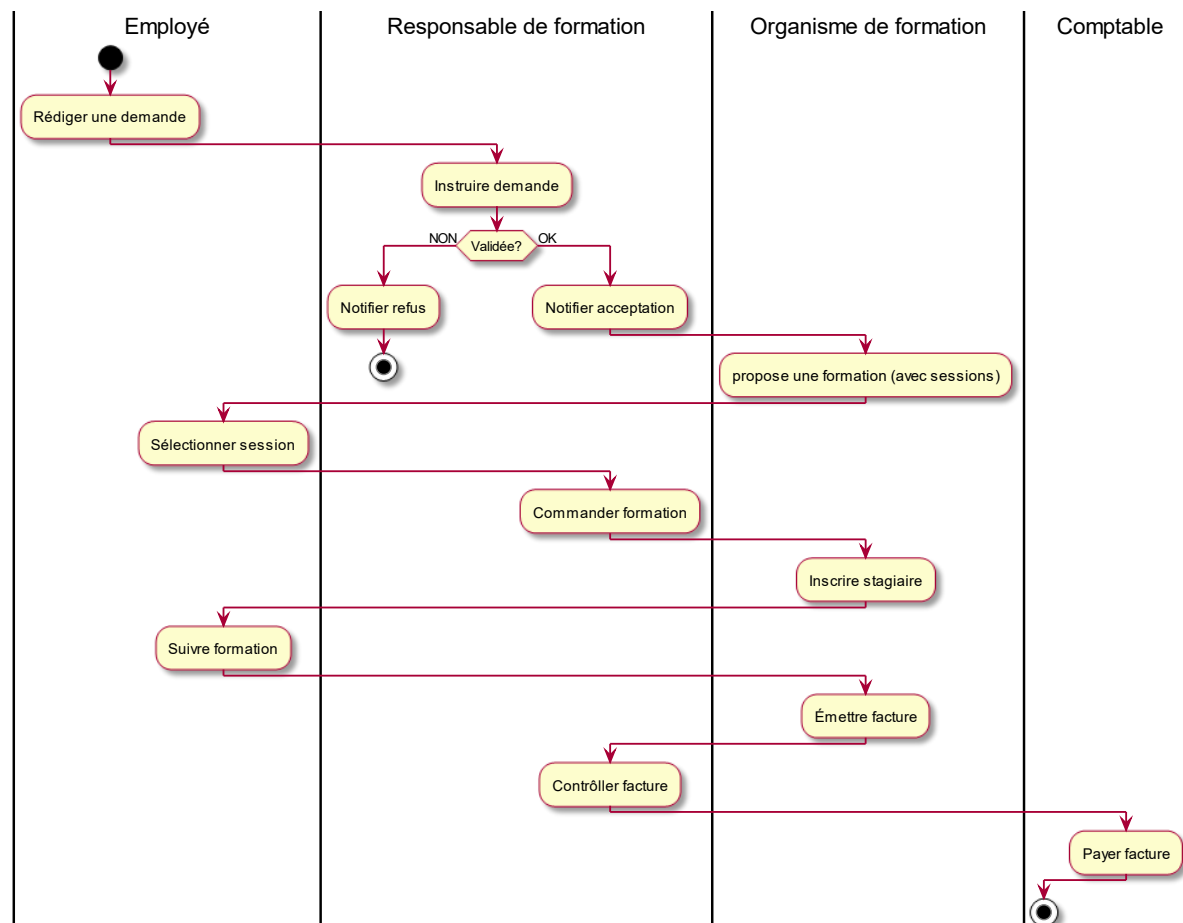 Employé
Responsable de formation
Organisme de formation
Comptable
Rédiger une demande
Instruire demande
NON
Validée?
OK
Notifier refus
Notifier acceptation
propose une formation (avec sessions)
Sélectionner session
Commander formation
Inscrire stagiaire
Suivre formation
Émettre facture
Contrôller facture
Payer facture